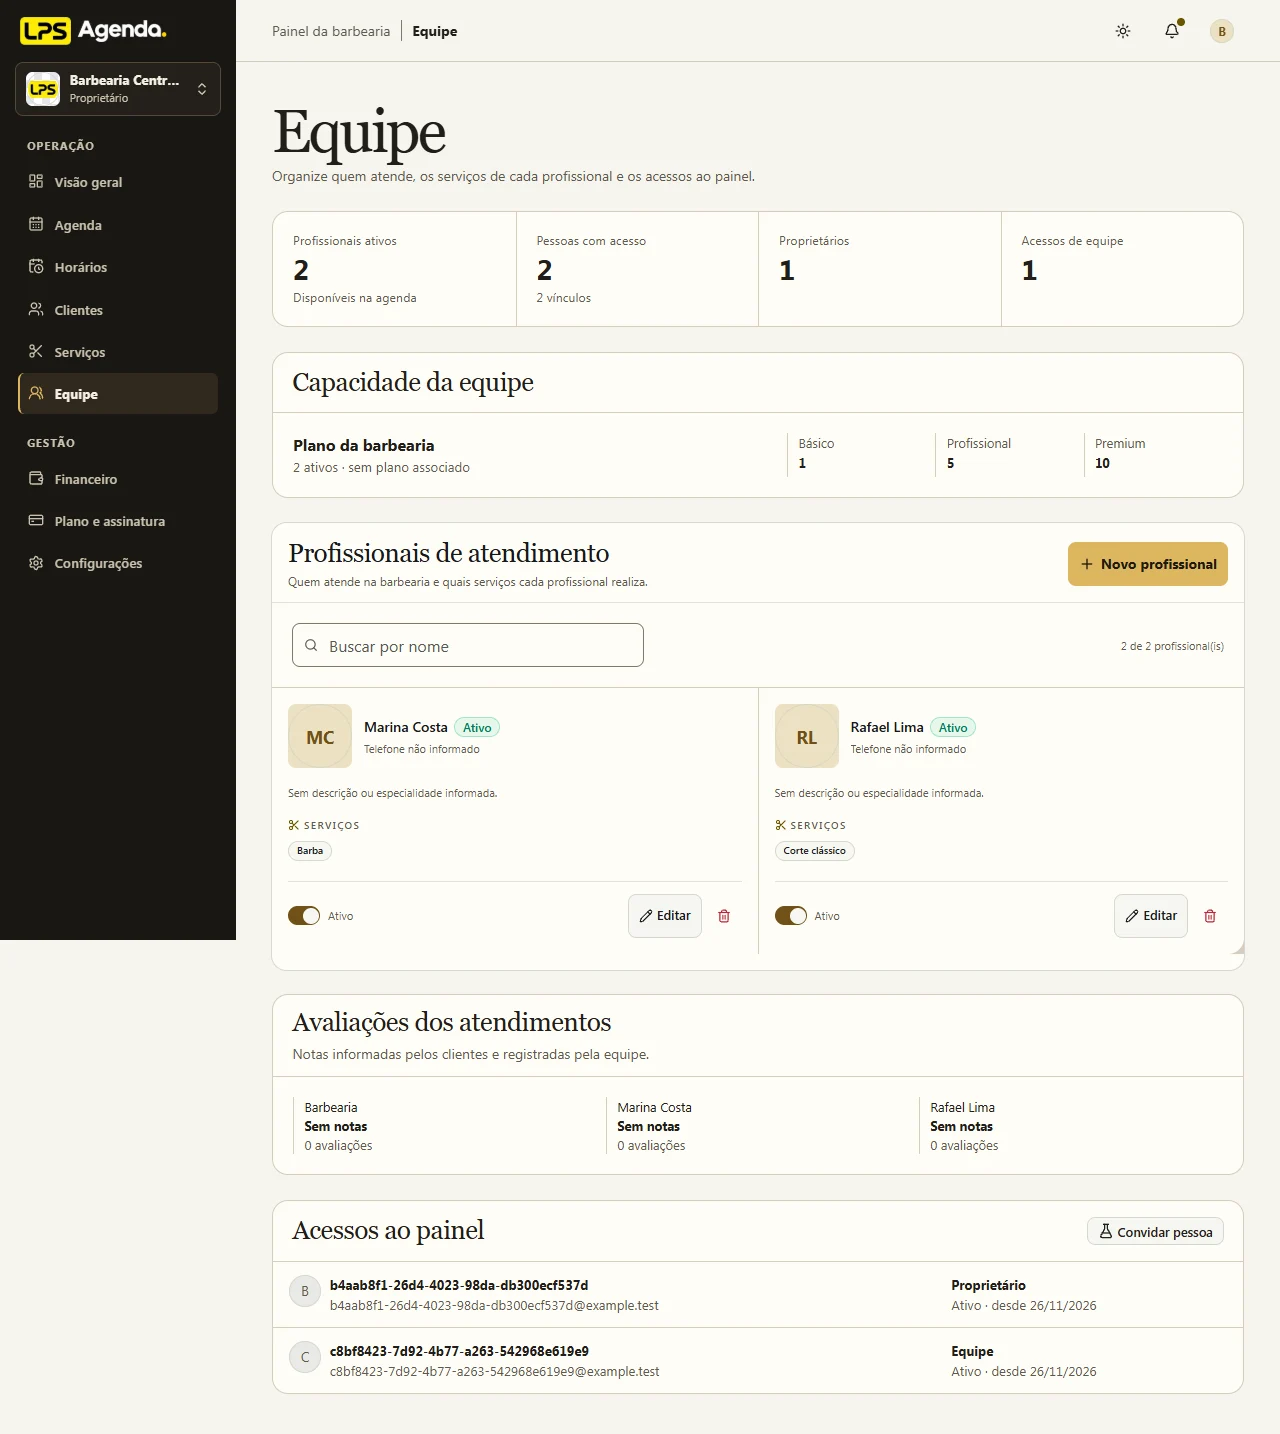 LPS Agenda.
Painel da barbearia
Equipe
B
LPS
Barbearia Centr...
Proprietário
OPERAÇÃO
Visão geral
Agenda
Horários
Clientes
Serviços
Equipe
GESTÃO
Financeiro
Plano e assinatura
Configurações
Equipe
Organize quem atende, os serviços de cada profissional e os acessos ao painel.
Profissionais ativos
2
Disponíveis na agenda
Pessoas com acesso
2
2 vínculos
Proprietários
1
Acessos de equipe
1
Capacidade da equipe
Plano da barbearia
2 ativos · sem plano associado
Básico
1
Profissional
5
Premium
10
Profissionais de atendimento
Quem atende na barbearia e quais serviços cada profissional realiza.
Novo profissional
Buscar por nome
2 de 2 profissional(is)
MC
Marina Costa
Ativo
Telefone não informado
Sem descrição ou especialidade informada.
SERVIÇOS
Barba
Ativo
Editar
RL
Rafael Lima
Ativo
Telefone não informado
Sem descrição ou especialidade informada.
SERVIÇOS
Corte clássico
Ativo
Editar
Avaliações dos atendimentos
Notas informadas pelos clientes e registradas pela equipe.
Barbearia
Sem notas
0 avaliações
Marina Costa
Sem notas
0 avaliações
Rafael Lima
Sem notas
0 avaliações
Acessos ao painel
Convidar pessoa
B
b4aab8f1-26d4-4023-98da-db300ecf537d
b4aab8f1-26d4-4023-98da-db300ecf537d@example.test
Proprietário
Ativo · desde 26/11/2026
C
c8bf8423-7d92-4b77-a263-542968e619e9
c8bf8423-7d92-4b77-a263-542968e619e9@example.test
Equipe
Ativo · desde 26/11/2026